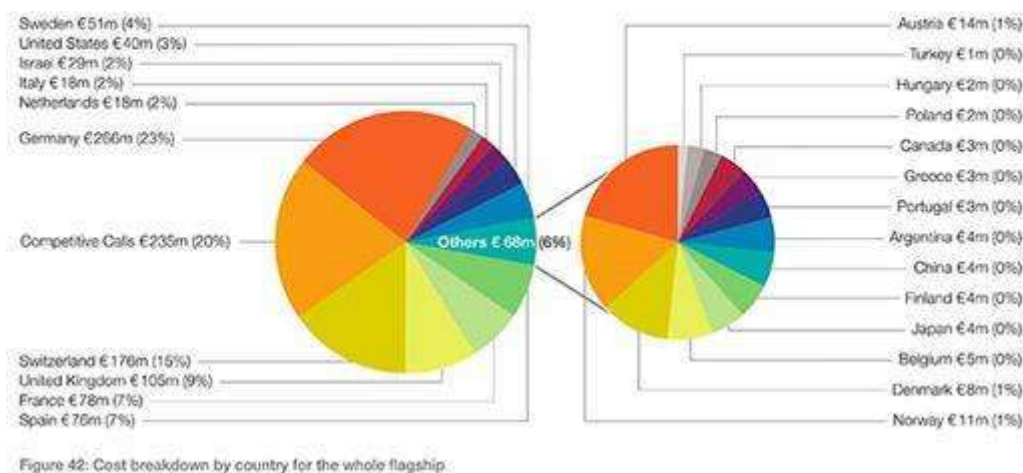 Sweden €51m (4%)
United States €40m (3%)
Israel €29m (2%)
Italy €18m (2%)
Netherlands €18m (2%)
Germany €266m (23%)
Competitive Calls €235m (20%)
Switzerland €176m (15%)
United Kingdom €105m (9%)
France €78m (7%)
Spain €76m (7%)
Others €68m (6%)
Austria €14m (1%)
Turkey €1m (0%)
Hungary €2m (0%)
Poland €2m (0%)
Canada €3m (0%)
Greece €3m (0%)
Portugal €3m (0%)
Argentina €4m (0%)
China €4m (0%)
Finland €4m (0%)
Japan €4m (0%)
Belgium €5m (0%)
Denmark €8m (1%)
Norway €11m (1%)
Figure 42: Cost breakdown by country for the whole flagship